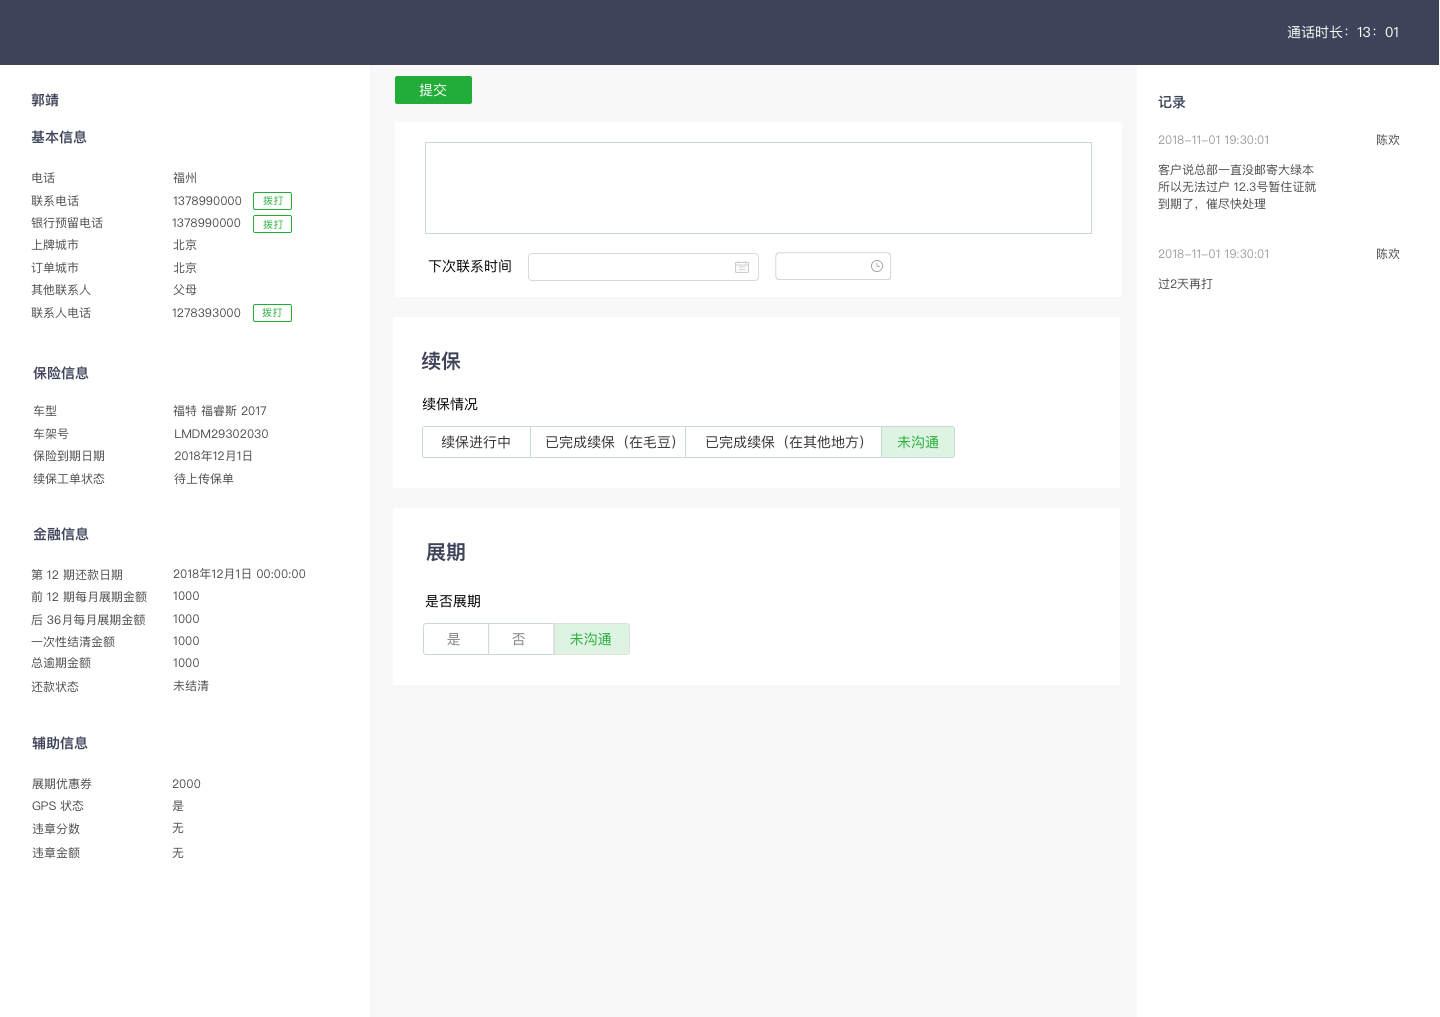 通话时长：13：01
郭靖
基本信息
电话 福州
联系电话 1378990000 拨打
银行预留电话 1378990000 拨打
上牌城市 北京
订单城市 北京
其他联系人 父母
联系人电话 1278393000 拨打
保险信息
车型 福特 福睿斯 2017
车架号 LMDM29302030
保险到期日期 2018年12月1日
续保工单状态 待上传保单
金融信息
第 12 期还款日期 2018年12月1日 00:00:00
前 12 期每月展期金额 1000
后 36月每月展期金额 1000
一次性结清金额 1000
总逾期金额 1000
还款状态 未结清
辅助信息
展期优惠券 2000
GPS 状态 是
违章分数 无
违章金额 无
提交
下次联系时间
续保
续保情况
续保进行中 已完成续保（在毛豆） 已完成续保（在其他地方） 未沟通
展期
是否展期
是 否 未沟通
记录
2018-11-01 19:30:01 陈欢
客户说总部一直没邮寄大绿本
所以无法过户 12.3号暂住证就
到期了，催尽快处理
2018-11-01 19:30:01 陈欢
过2天再打